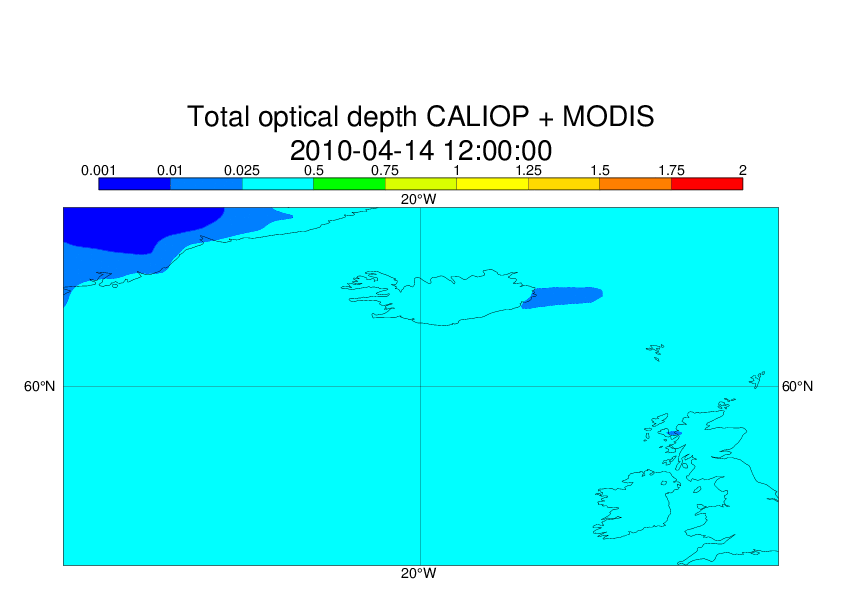 Total optical depth CALIOP + MODIS
2010-04-14 12:00:00
0.001 0.01 0.025 0.5 0.75 1 1.25 1.5 1.75 2
20°W
60°N 60°N
20°W